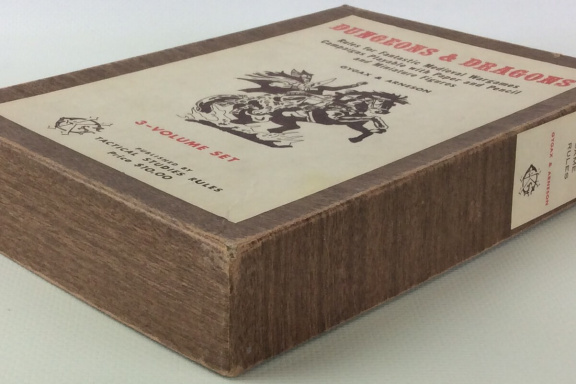 DUNGEONS & DRAGONS
Rules for Fantastic Medieval Wargames
Campaigns Playable with Paper and Pencil
and Miniature Figures
GYGAX & ARNESON
3-VOLUME SET
PUBLISHED BY
TACTICAL STUDIES RULES
Price $10.00
RULES
GYGAX & ARNESON